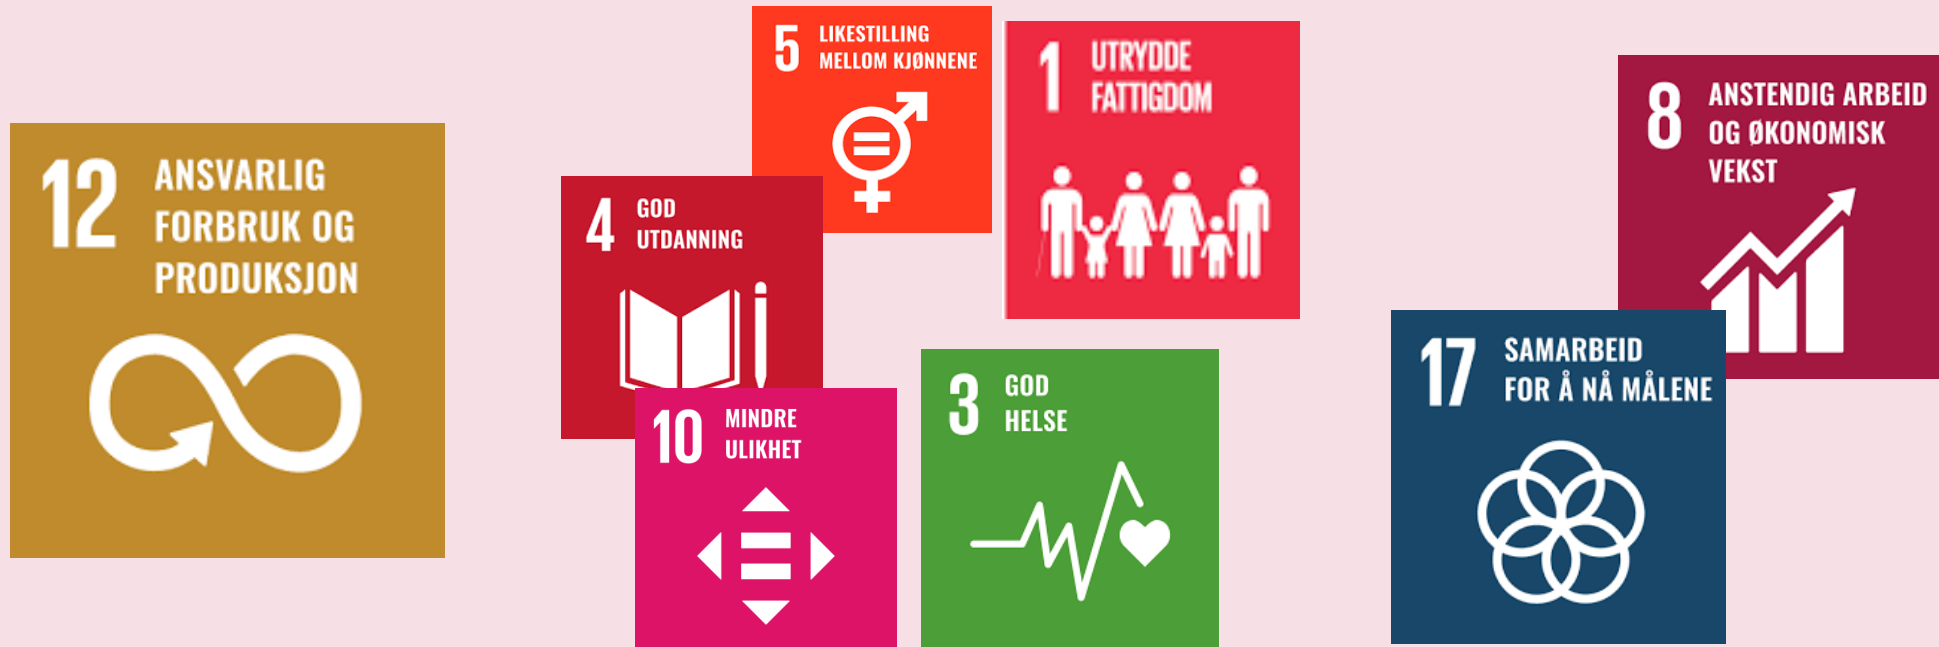 12 ANSVARLIG
FORBRUK OG
PRODUKSJON
4 GOD
UTDANNING
5 LIKESTILLING
MELLOM KJØNNENE
1 UTRYDDE
FATTIGDOM
10 MINDRE
ULIKHET
3 GOD
HELSE
17 SAMARBEID
FOR Å NÅ MÅLENE
8 ANSTENDIG ARBEID
OG ØKONOMISK
VEKST